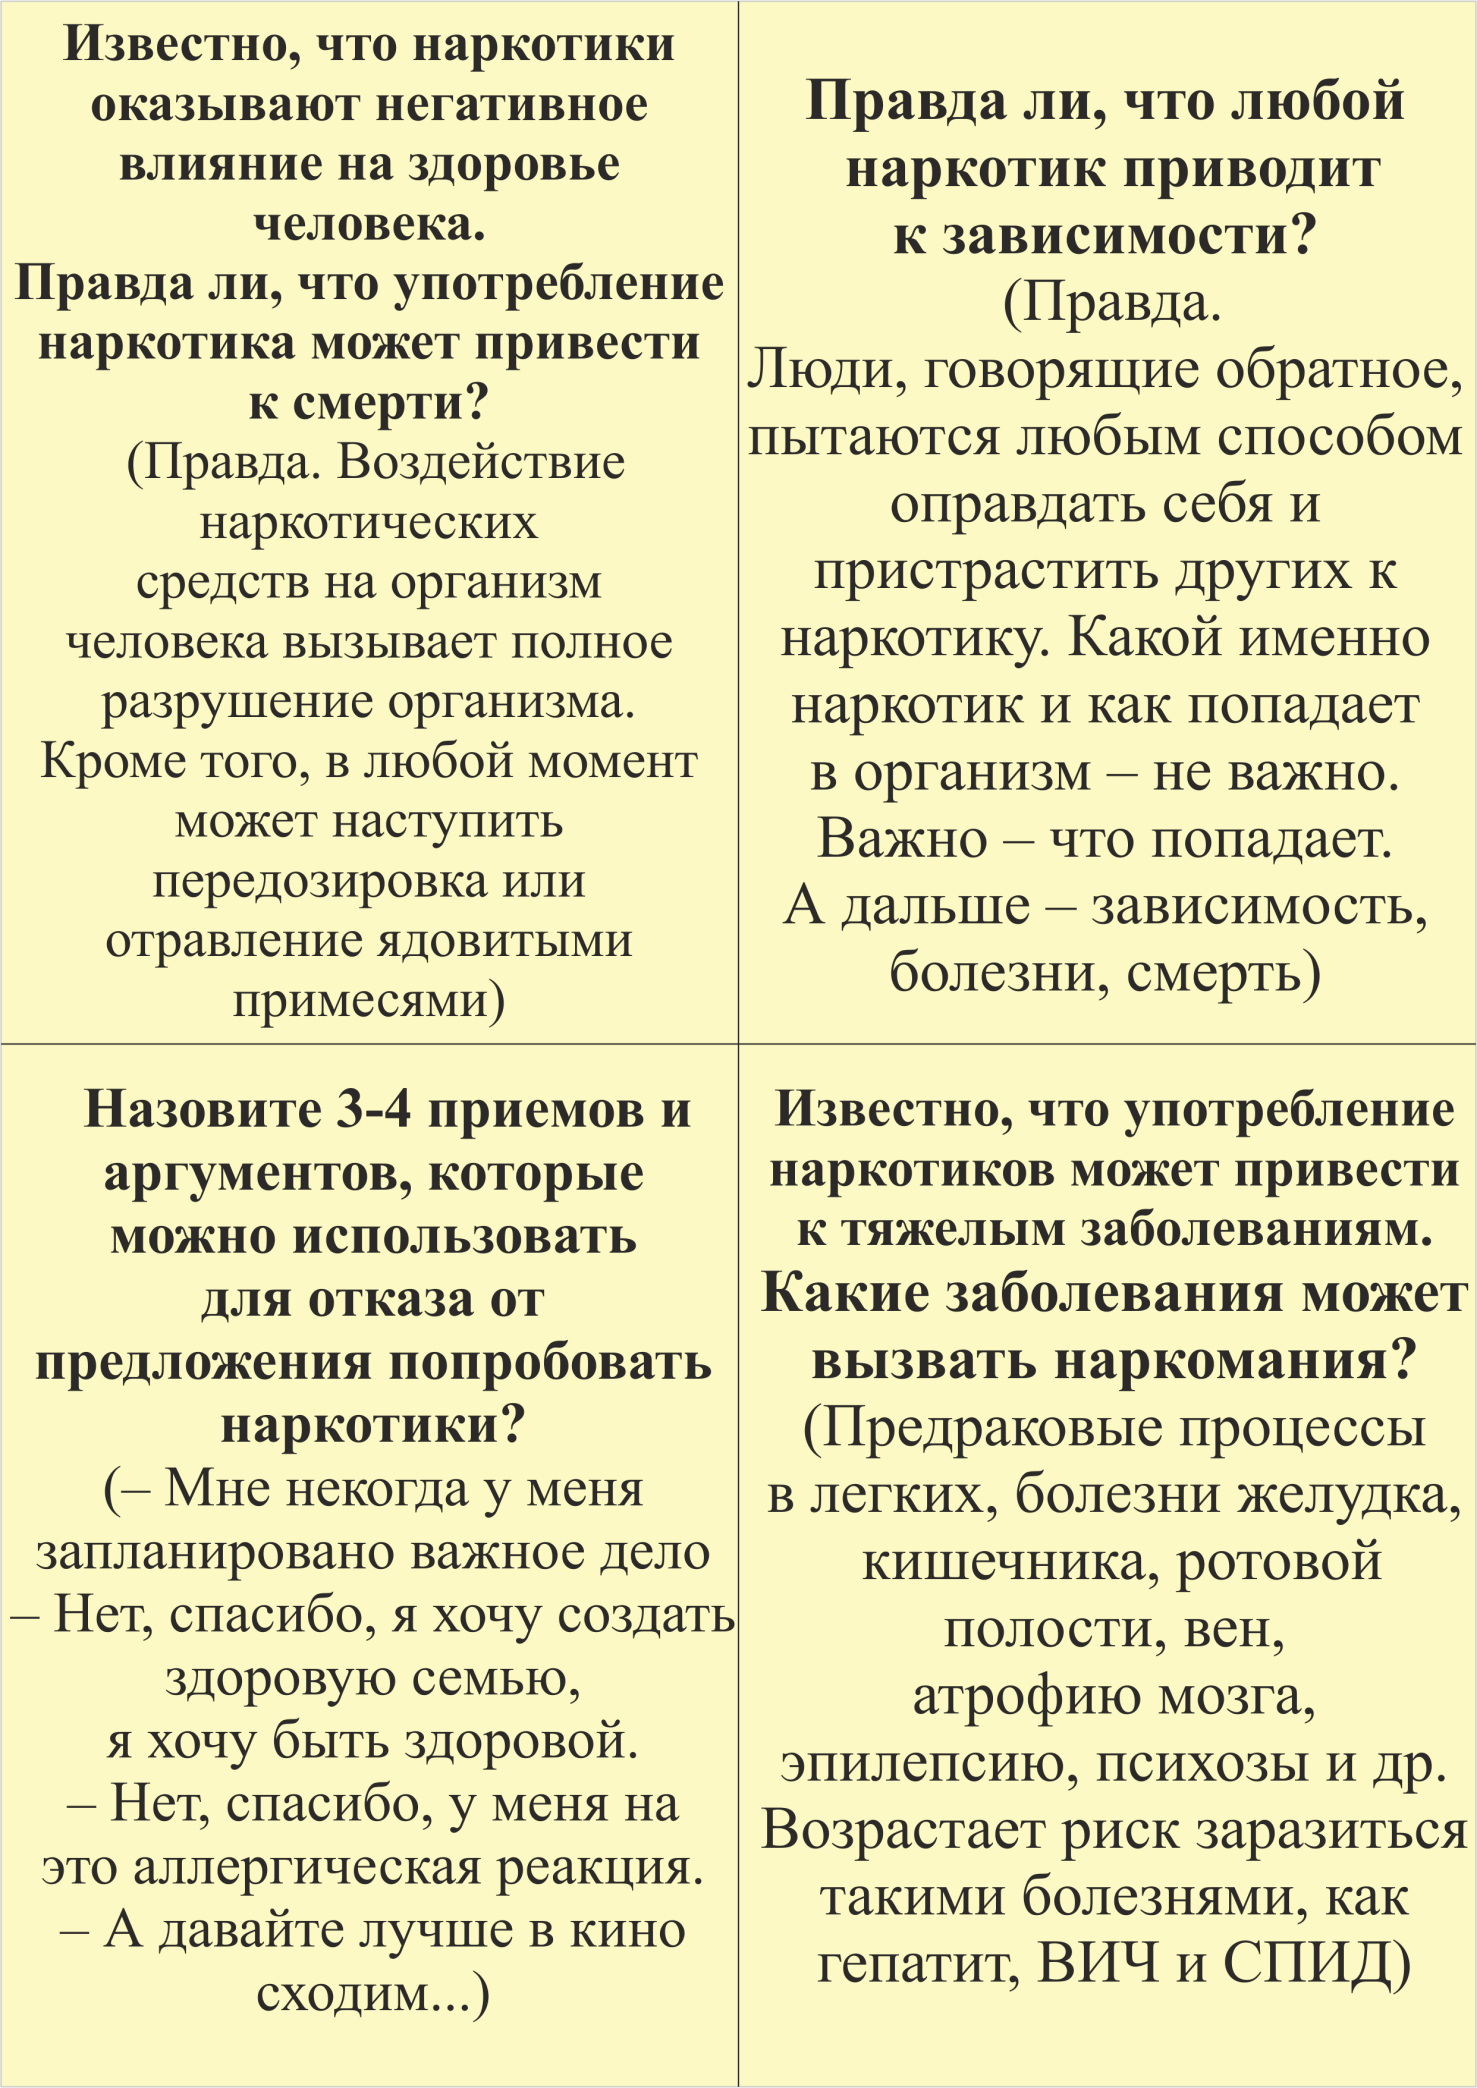 Известно, что наркотики
оказывают негативное
влияние на здоровье
человека.
Правда ли, что употребление
наркотика может привести
к смерти?
(Правда. Воздействие
наркотических
средств на организм
человека вызывает полное
разрушение организма.
Кроме того, в любой момент
может наступить
передозировка или
отравление ядовитыми
примесями)
Правда ли, что любой
наркотик приводит
к зависимости?
(Правда.
Люди, говорящие обратное,
пытаются любым способом
оправдать себя и
пристрастить других к
наркотику. Какой именно
наркотик и как попадает
в организм – не важно.
Важно – что попадает.
А дальше – зависимость,
болезни, смерть)
Назовите 3-4 приемов и
аргументов, которые
можно использовать
для отказа от
предложения попробовать
наркотики?
(– Мне некогда у меня
запланировано важное дело
– Нет, спасибо, я хочу создать
здоровую семью,
я хочу быть здоровой.
– Нет, спасибо, у меня на
это аллергическая реакция.
– А давайте лучше в кино
сходим...)
Известно, что употребление
наркотиков может привести
к тяжелым заболеваниям.
Какие заболевания может
вызвать наркомания?
(Предраковые процессы
в легких, болезни желудка,
кишечника, ротовой
полости, вен,
атрофию мозга,
эпилепсию, психозы и др.
Возрастает риск заразиться
такими болезнями, как
гепатит, ВИЧ и СПИД)